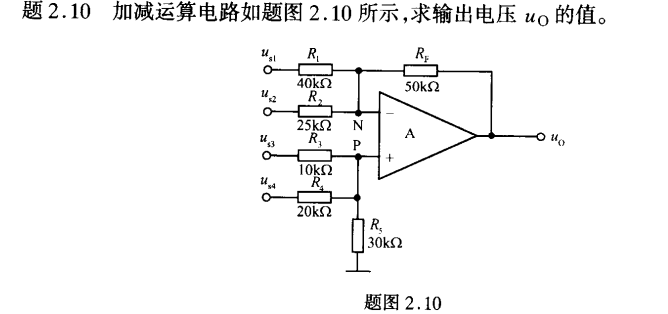 题2.10 加减运算电路如题图2.10所示,求输出电压 uO 的值。
us1 R1 RF
40kΩ 50kΩ
us2 R2
25kΩ N − A
us3 R3 P +
10kΩ uO
us4 R4
20kΩ
R5
30kΩ
题图2.10